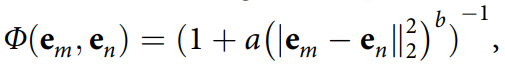 Φ(e_m, e_n) = (1 + a(|e_m − e_n‖_2^2)^b)^{−1},